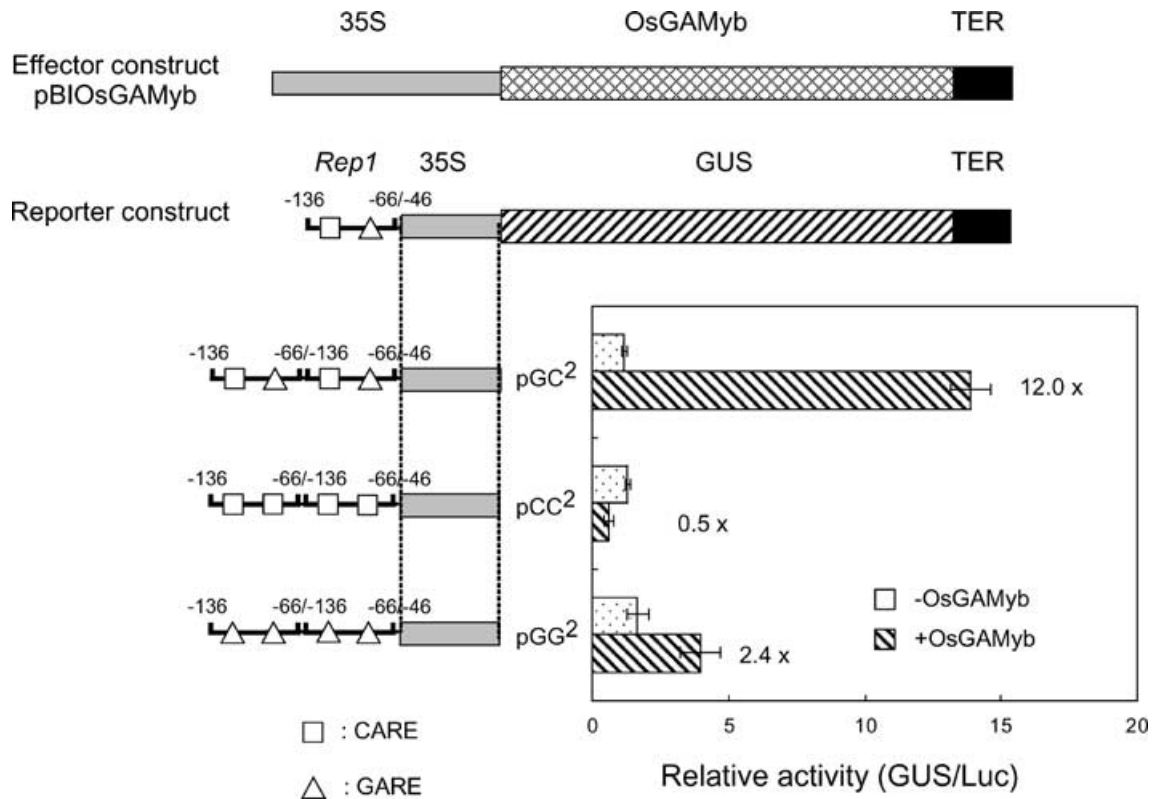 35S OsGAMyb TER
Effector construct
pBIOsGAMyb
Rep1 35S GUS TER
-136 -66/-46
Reporter construct
-136 -66/-136 -66/-46
pGC²
12.0 x
-136 -66/-136 -66/-46
pCC²
0.5 x
-136 -66/-136 -66/-46
pGG²
2.4 x
-OsGAMyb
+OsGAMyb
0 5 10 15 20
Relative activity (GUS/Luc)
: CARE
: GARE